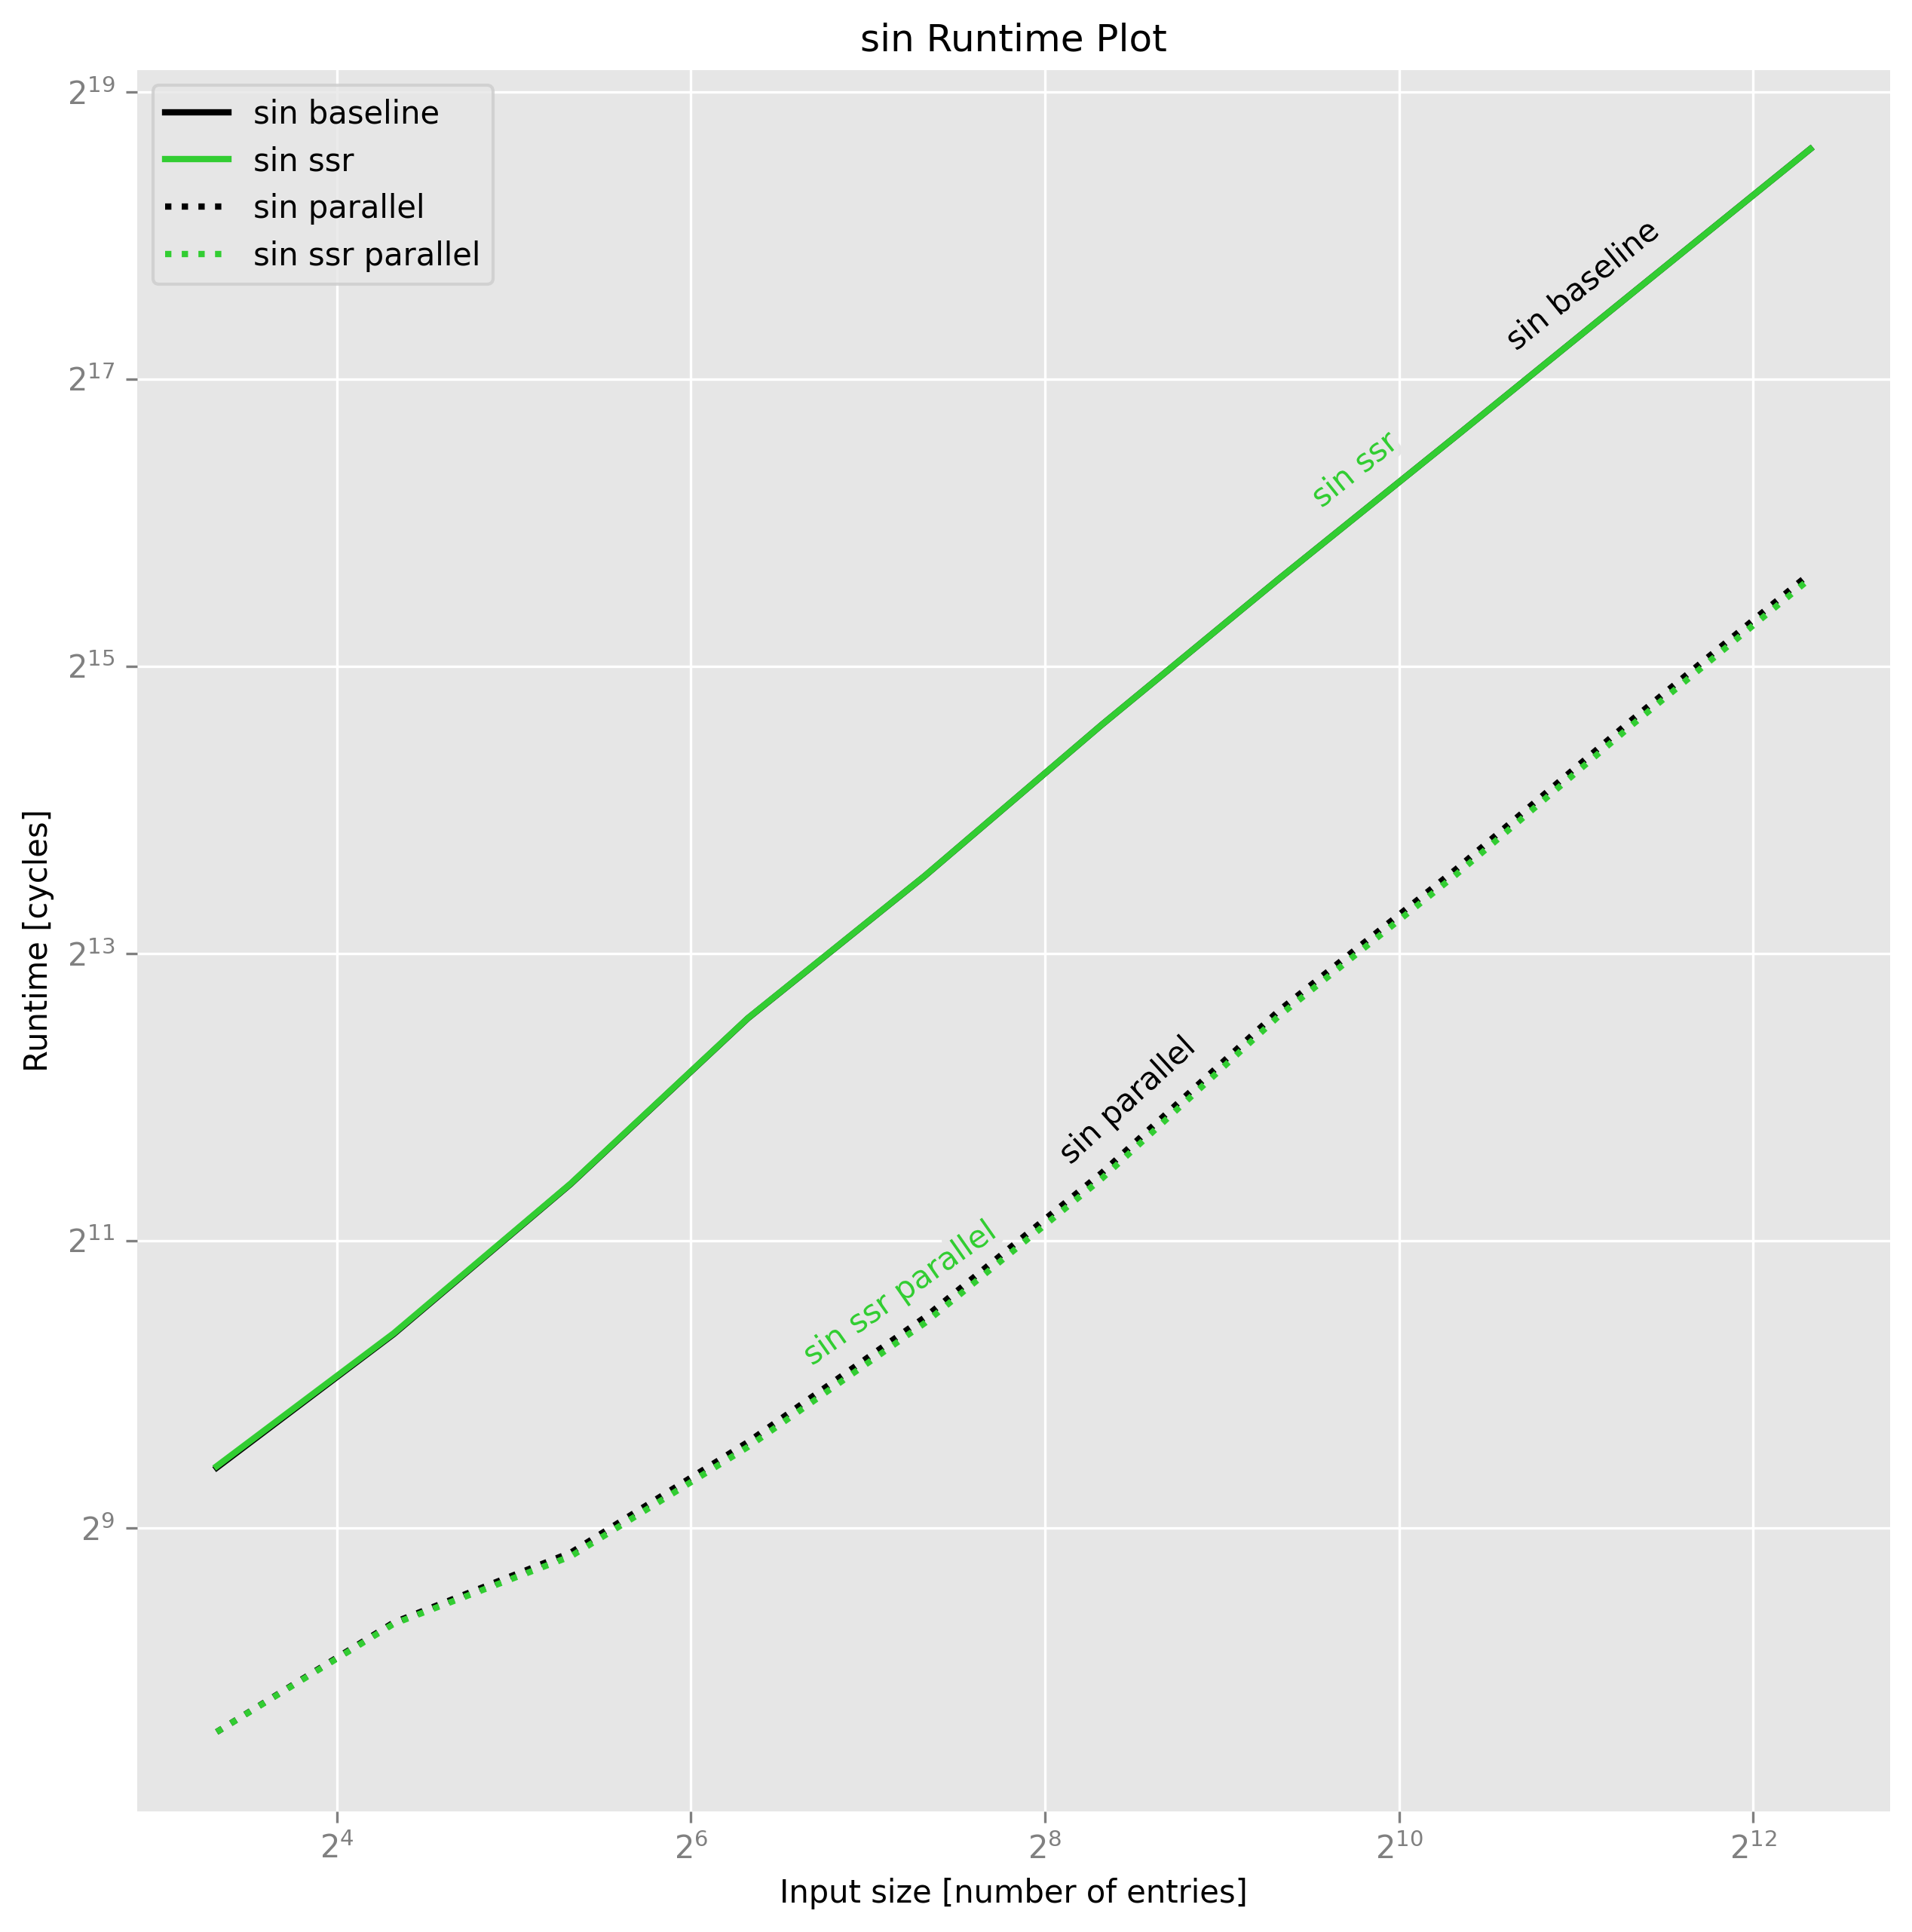 sin Runtime Plot
2^19
2^17
2^15
2^13
2^11
2^9
Runtime [cycles]
sin baseline
sin ssr
sin parallel
sin ssr parallel
sin baseline
sin ssr
sin parallel
sin ssr parallel
2^4
2^6
2^8
2^10
2^12
Input size [number of entries]